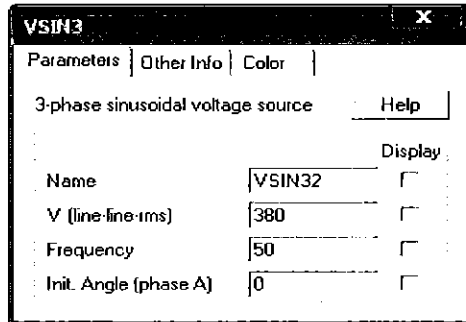 VSIN3 x
Parameters Other Info Color
3-phase sinusoidal voltage source Help
Display
Name VSIN32
V (line-line-rms) 380
Frequency 50
Init. Angle (phase A) 0